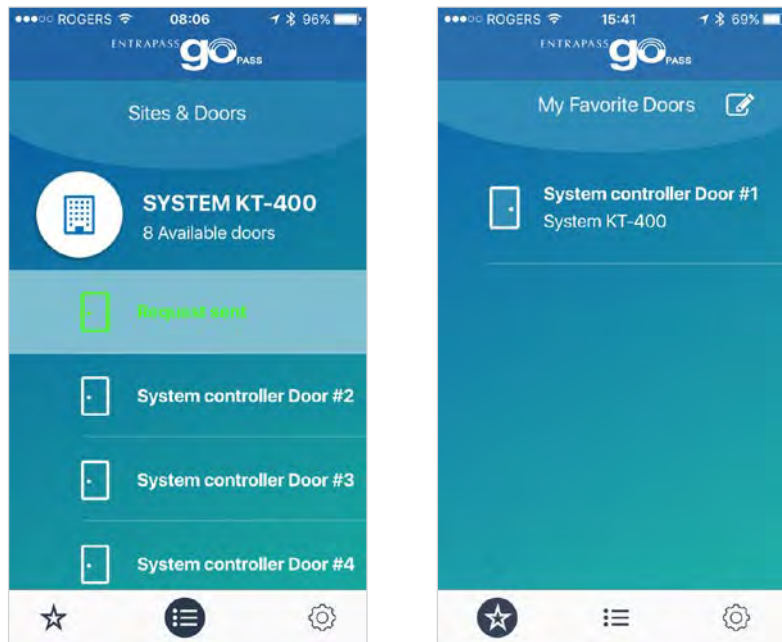 ROGERS 08:06 96%
ENTRAPASS go PASS
Sites & Doors
SYSTEM KT-400
8 Available doors
Request sent
System controller Door #2
System controller Door #3
System controller Door #4
ROGERS 15:41 69%
ENTRAPASS go PASS
My Favorite Doors
System controller Door #1
System KT-400